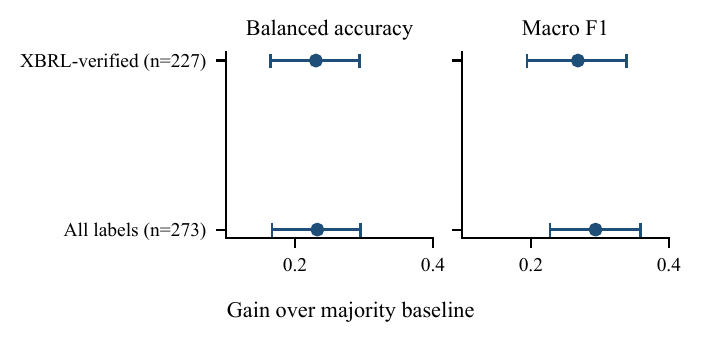 Balanced accuracy
Macro F1
XBRL-verified (n=227)
All labels (n=273)
0.2
0.4
0.2
0.4
Gain over majority baseline